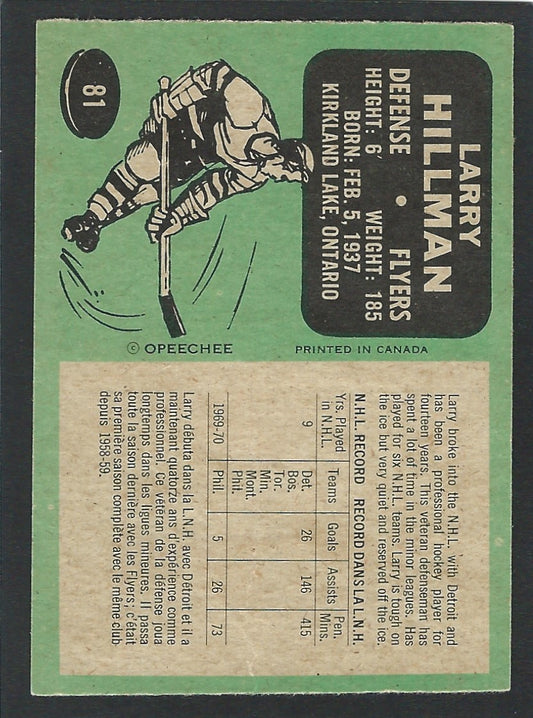 81
LARRY
HILLMAN
DEFENSE • FLYERS
HEIGHT: 6' WEIGHT: 185
BORN: FEB. 5, 1937
KIRKLAND LAKE, ONTARIO
© OPEECHEE
PRINTED IN CANADA
Larry broke into the N.H.L. with Detroit and
has been a professional hockey player for
fourteen years. This veteran defenseman has
spent a lot of time in the minor leagues. Has
played for six N.H.L. teams. Larry is tough on
the ice but very quiet and reserved off the ice.
N.H.L. RECORD RECORD DANS LA L.N.H.
Yrs. Played in N.H.L. Teams Goals Assists Pen. Mins.
9 Det. 26 146 415
Bos.
Tor.
Min.
Mont.
Phil.
1969-70 Phil. 5 26 73
Larry débuta dans la L.N.H. avec Détroit et il a
maintenant quatorze ans d'expérience comme
professionnel. Ce vétéran de la défense joua
longtemps dans les ligues mineures. Il passa
toute la saison dernière avec les Flyers; c'était
sa première saison complète avec le même club
depuis 1958-59.